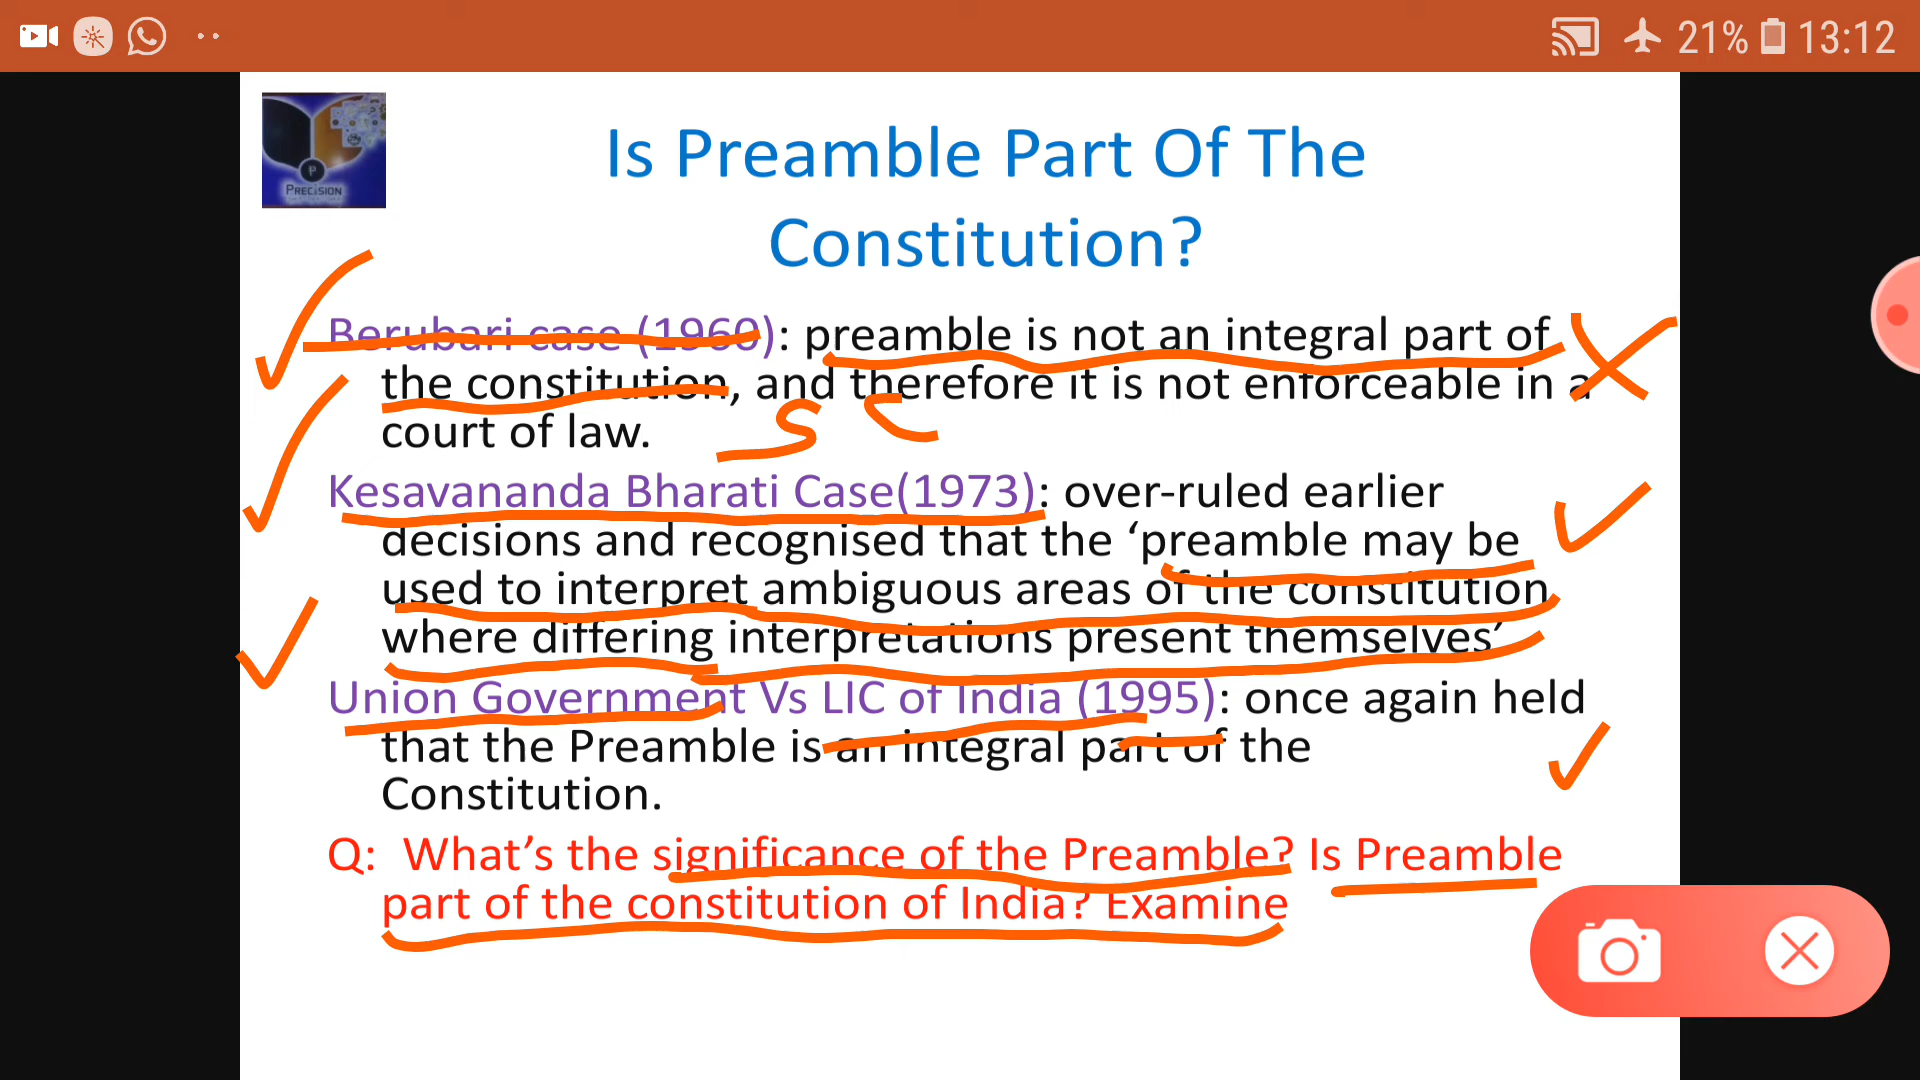 21% 13:12
P
PRECISION
Is Preamble Part Of The
Constitution?
Berubari case (1960): preamble is not an integral part of
the constitution, and therefore it is not enforceable in a
court of law.
SC
Kesavananda Bharati Case(1973): over-ruled earlier
decisions and recognised that the ‘preamble may be
used to interpret ambiguous areas of the constitution
where differing interpretations present themselves’
Union Government Vs LIC of India (1995): once again held
that the Preamble is an integral part of the
Constitution.
Q: What’s the significance of the Preamble? Is Preamble
part of the constitution of India? Examine